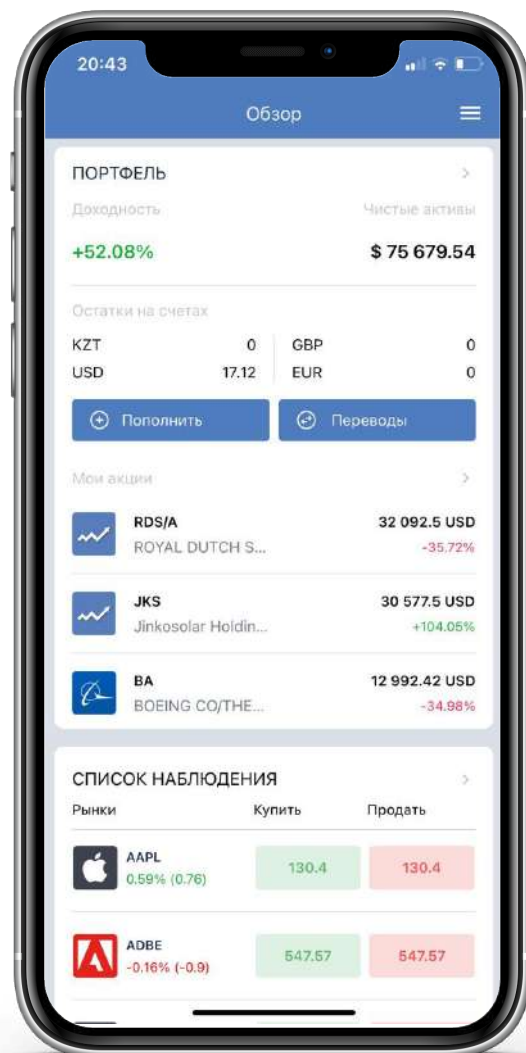 20:43
Обзор
ПОРТФЕЛЬ
Доходность Чистые активы
+52.08% $ 75 679.54
Остатки на счетах
KZT 0 GBP 0
USD 17.12 EUR 0
Пополнить Переводы
Мои акции
RDS/A 32 092.5 USD
ROYAL DUTCH S... -35.72%
JKS 30 577.5 USD
Jinkosolar Holdin... +104.05%
BA 12 992.42 USD
BOEING CO/THE... -34.98%
СПИСОК НАБЛЮДЕНИЯ
Рынки Купить Продать
AAPL 130.4 130.4
0.59% (0.76)
ADBE 547.57 547.57
-0.16% (-0.9)